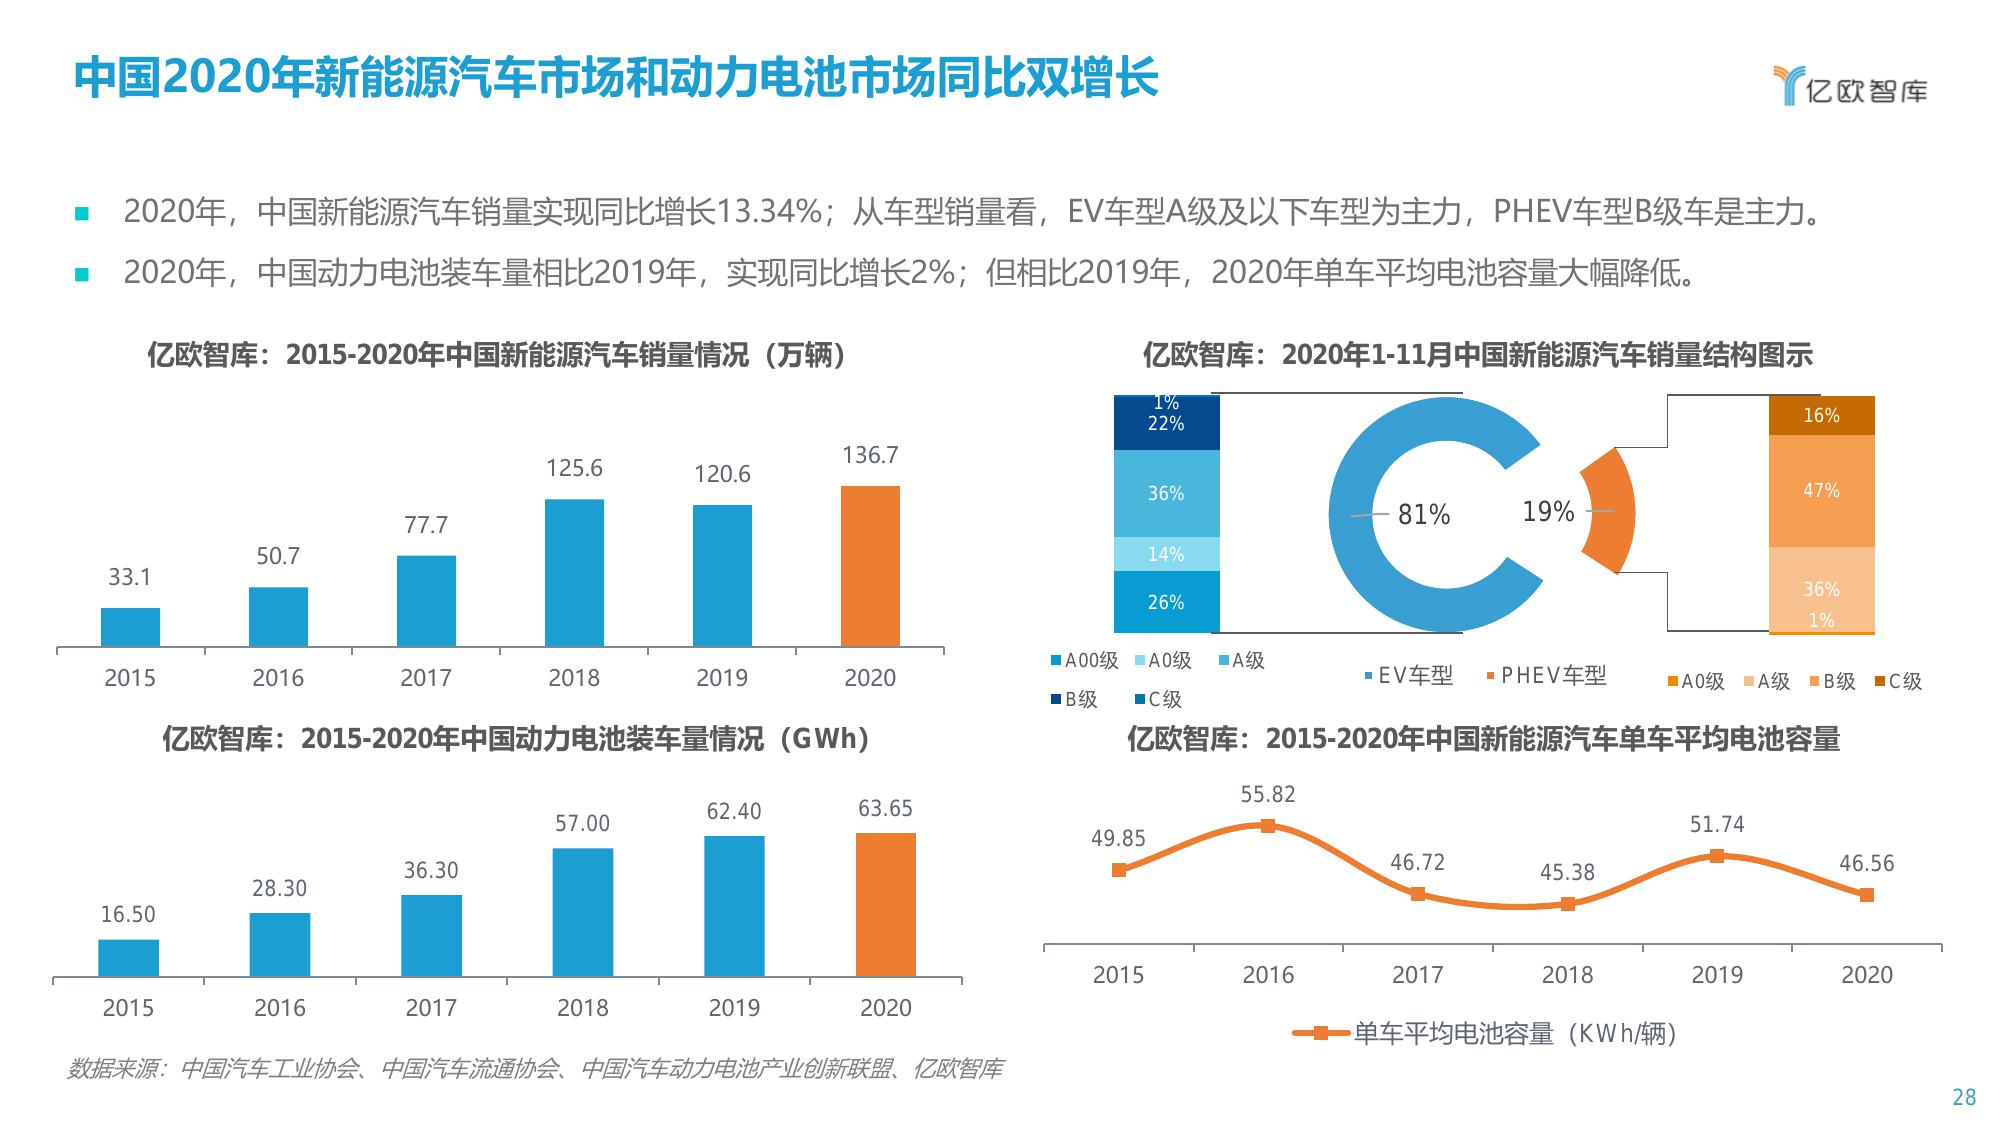 中国2020年新能源汽车市场和动力电池市场同比双增长
亿欧智库
2020年，中国新能源汽车销量实现同比增长13.34%；从车型销量看，EV车型A级及以下车型为主力，PHEV车型B级车是主力。
2020年，中国动力电池装车量相比2019年，实现同比增长2%；但相比2019年，2020年单车平均电池容量大幅降低。
亿欧智库：2015-2020年中国新能源汽车销量情况（万辆）
33.1 50.7 77.7 125.6 120.6 136.7
2015 2016 2017 2018 2019 2020
亿欧智库：2020年1-11月中国新能源汽车销量结构图示
1%
22%
36%
14%
26%
81% 19%
16%
47%
36%
1%
A00级 A0级 A级
B级 C级
EV车型 PHEV车型
A0级 A级 B级 C级
亿欧智库：2015-2020年中国动力电池装车量情况（GWh）
16.50 28.30 36.30 57.00 62.40 63.65
2015 2016 2017 2018 2019 2020
亿欧智库：2015-2020年中国新能源汽车单车平均电池容量
49.85 55.82 46.72 45.38 51.74 46.56
2015 2016 2017 2018 2019 2020
单车平均电池容量（KWh/辆）
数据来源：中国汽车工业协会、中国汽车流通协会、中国汽车动力电池产业创新联盟、亿欧智库
28